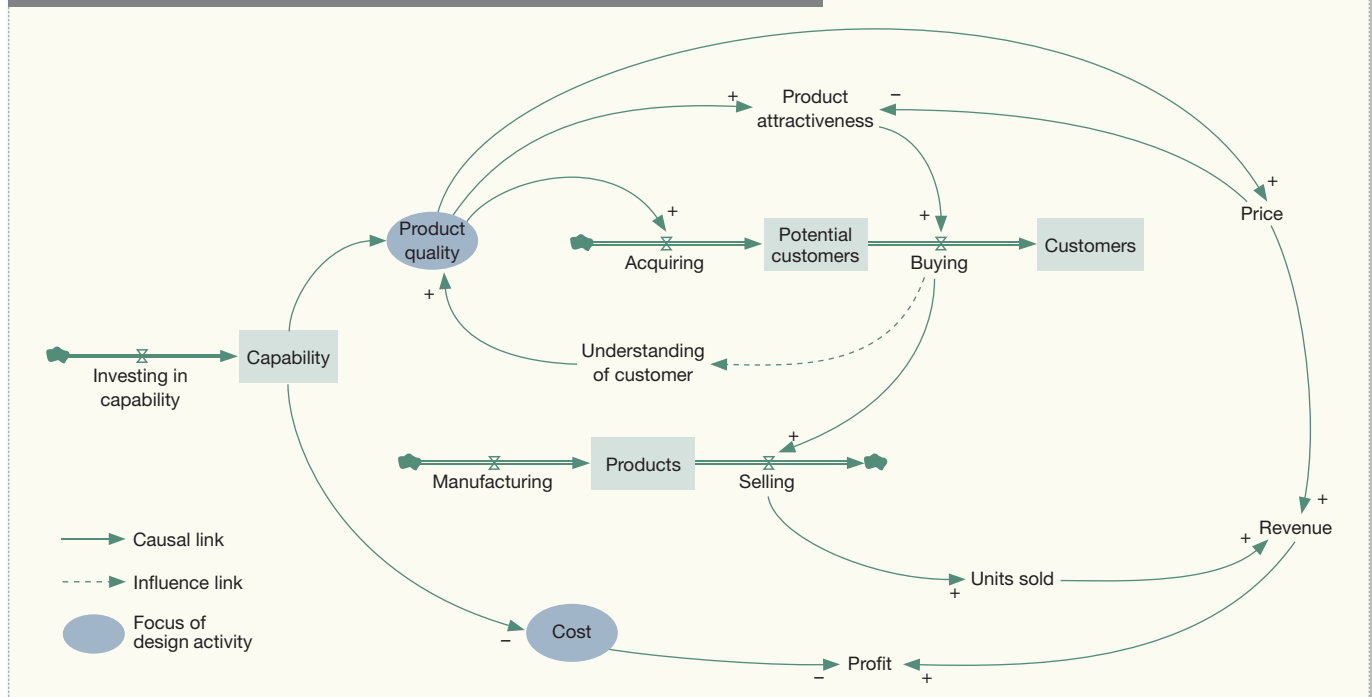 Product
attractiveness
+
−
+
Price
Product
quality
+
+
Acquiring
Potential
customers
Buying
Customers
+
Understanding
of customer
Capability
Investing in
capability
+
Manufacturing
Products
Selling
+
Revenue
+
Causal link
Influence link
Focus of
design activity
Units sold
+
Cost
−
Profit
−
+